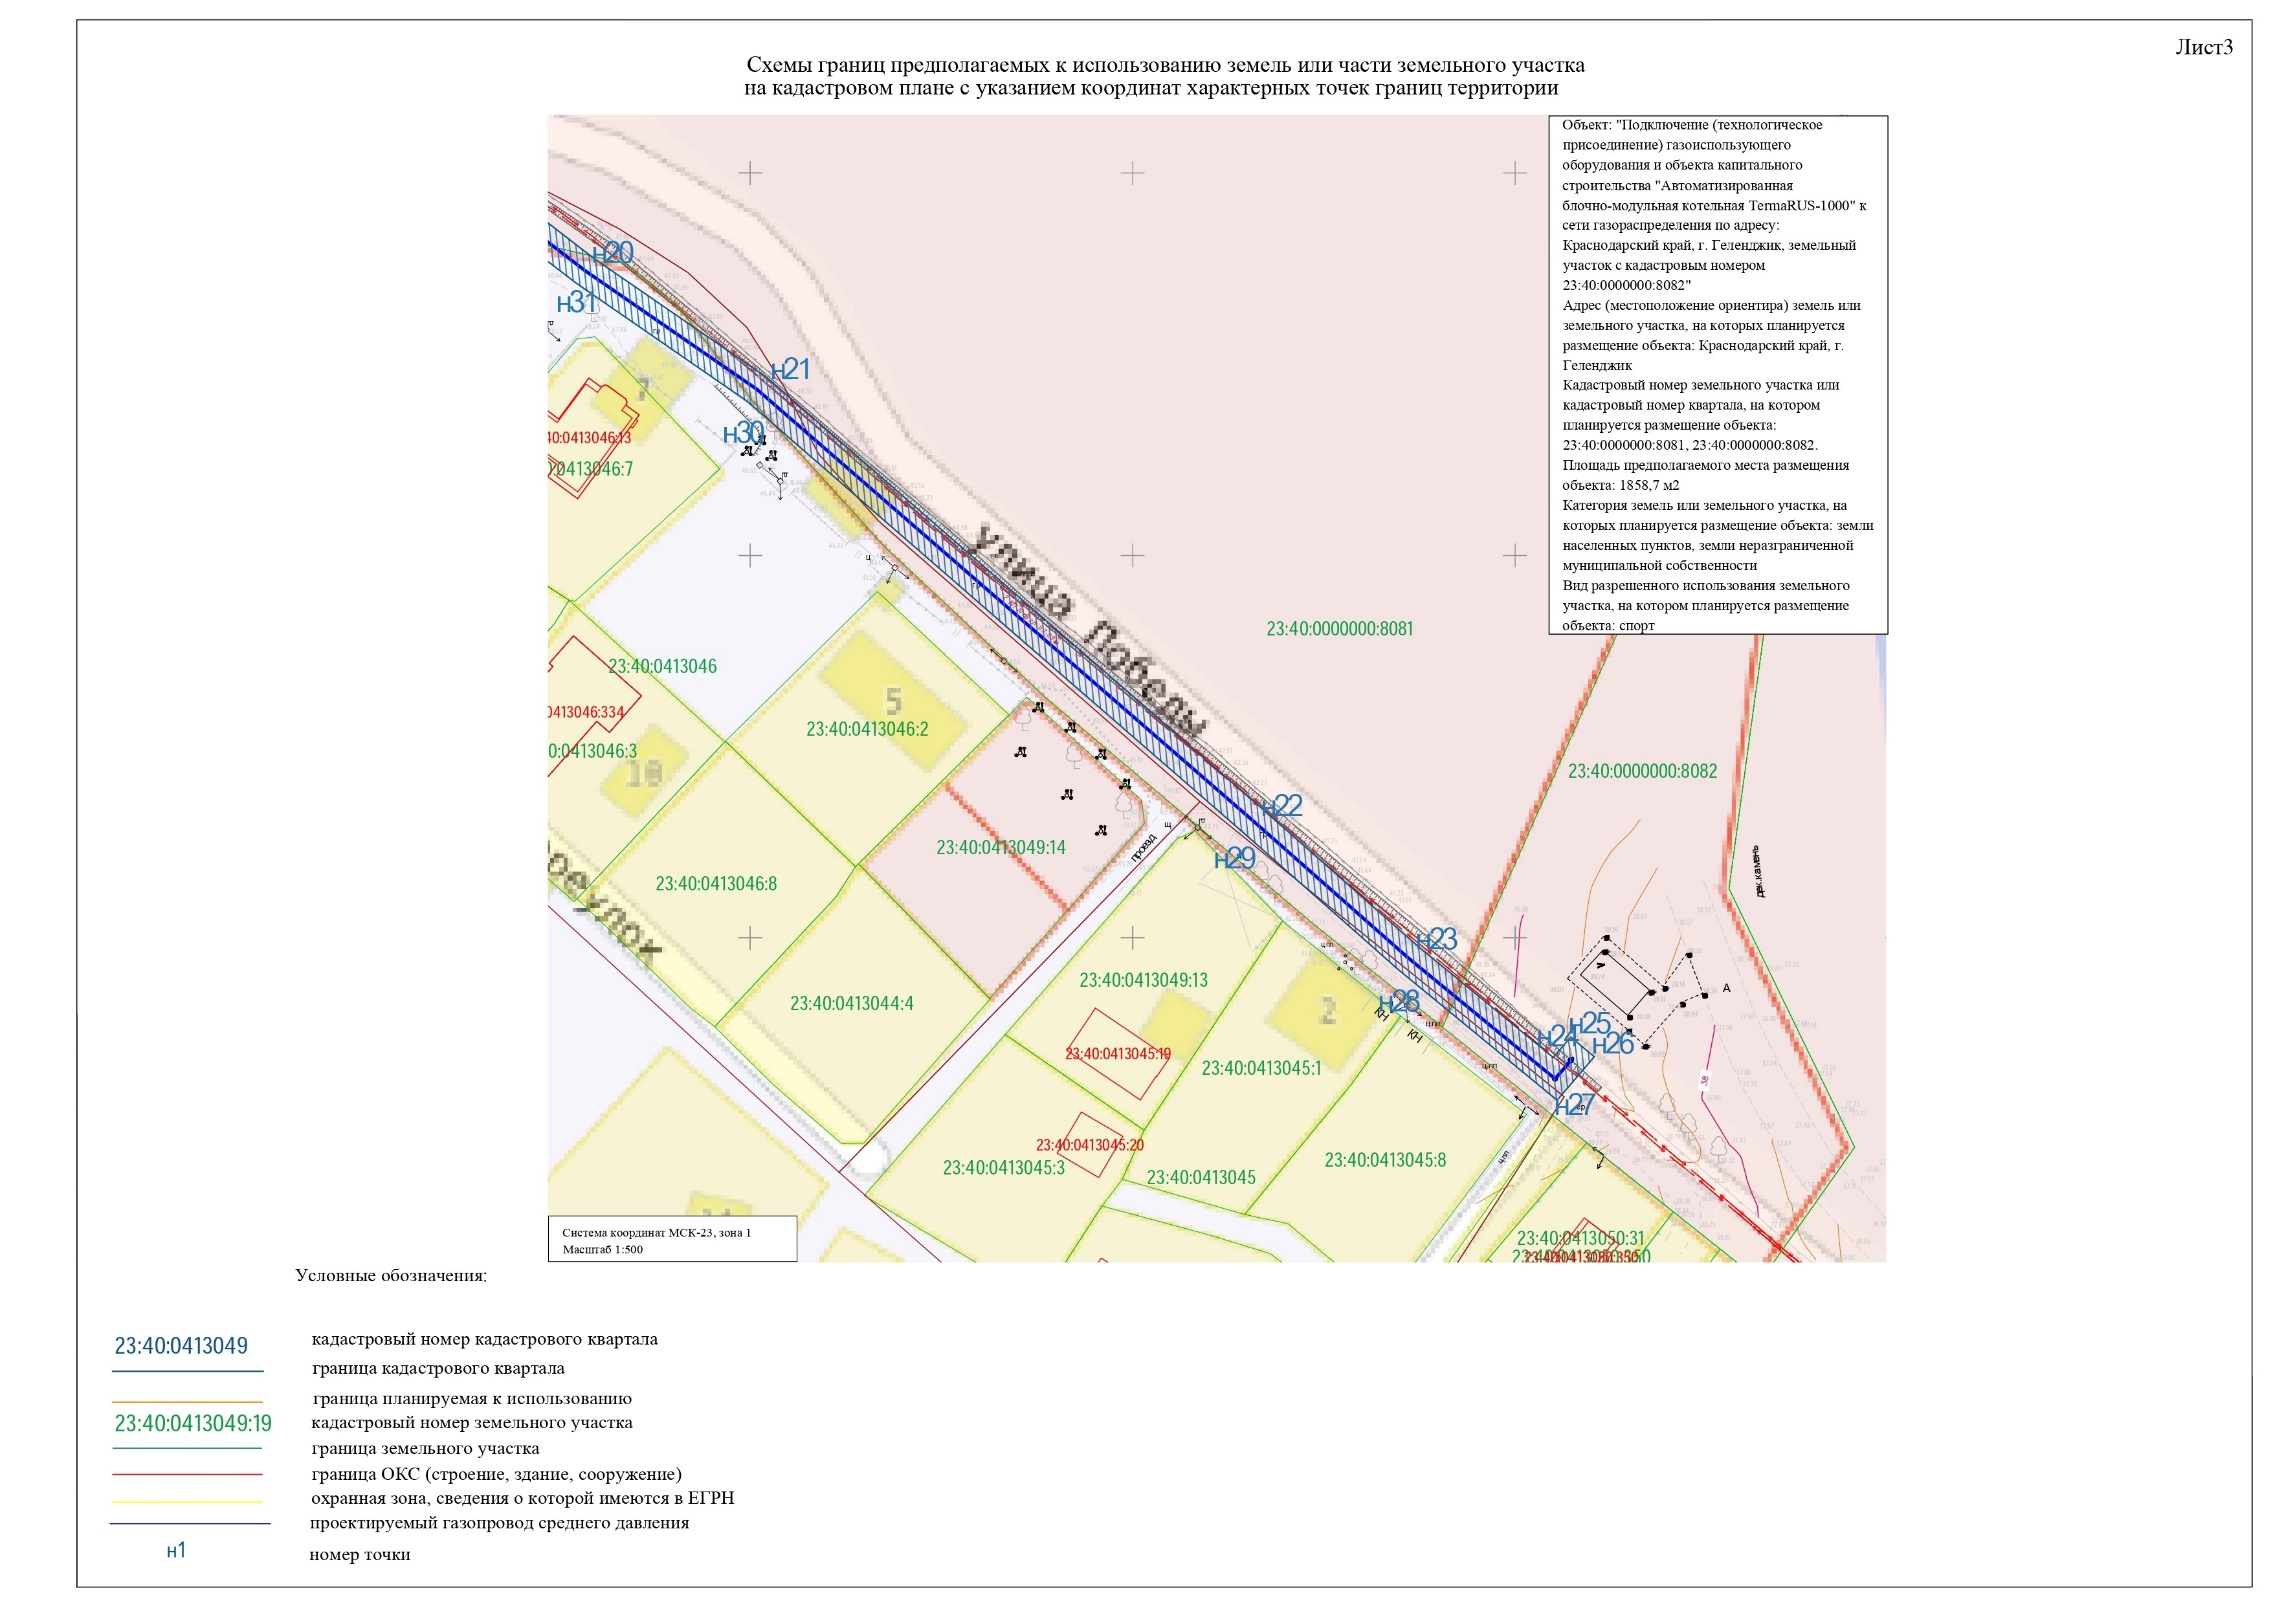 Лист3
Схемы границ предполагаемых к использованию земель или части земельного участка
на кадастровом плане с указанием координат характерных точек границ территории
Объект: "Подключение (технологическое
присоединение) газоиспользующего
оборудования и объекта капитального
строительства "Автоматизированная
блочно-модульная котельная TermaRUS-1000" к
сети газораспределения по адресу:
Краснодарский край, г. Геленджик, земельный
участок с кадастровым номером
23:40:0000000:8082"
Адрес (местоположение ориентира) земель или
земельного участка, на которых планируется
размещение объекта: Краснодарский край, г.
Геленджик
Кадастровый номер земельного участка или
кадастровый номер квартала, на котором
планируется размещение объекта:
23:40:0000000:8081, 23:40:0000000:8082.
Площадь предполагаемого места размещения
объекта: 1858,7 м2
Категория земель или земельного участка, на
которых планируется размещение объекта: земли
населенных пунктов, земли неразграниченной
муниципальной собственности
Вид разрешенного использования земельного
участка, на котором планируется размещение
объекта: спорт
н20
н31
н21
н30
7
40:0413046:13
0:0413046:7
улица Победы
23:40:0000000:8081
23:40:0413046
0413046:334
0:0413046:3
10
5
23:40:0413046:2
23:40:0000000:8082
н22
н29
дек.камень
проезд
23:40:0413049:14
23:40:0413046:8
н23
23:40:0413049:13
23:40:0413044:4
н28
КН
КН
2
А
н25
н24
н26
23:40:0413045:19
23:40:0413045:1
38
н27
23:40:0413045:20
23:40:0413045:3
23:40:0413045
23:40:0413045:8
23:40:0413050:31
Система координат МСК-23, зона 1
Масштаб 1:500
Условные обозначения:
23:40:0413049 кадастровый номер кадастрового квартала
граница кадастрового квартала
граница планируемая к использованию
23:40:0413049:19 кадастровый номер земельного участка
граница земельного участка
граница ОКС (строение, здание, сооружение)
охранная зона, сведения о которой имеются в ЕГРН
проектируемый газопровод среднего давления
н1 номер точки